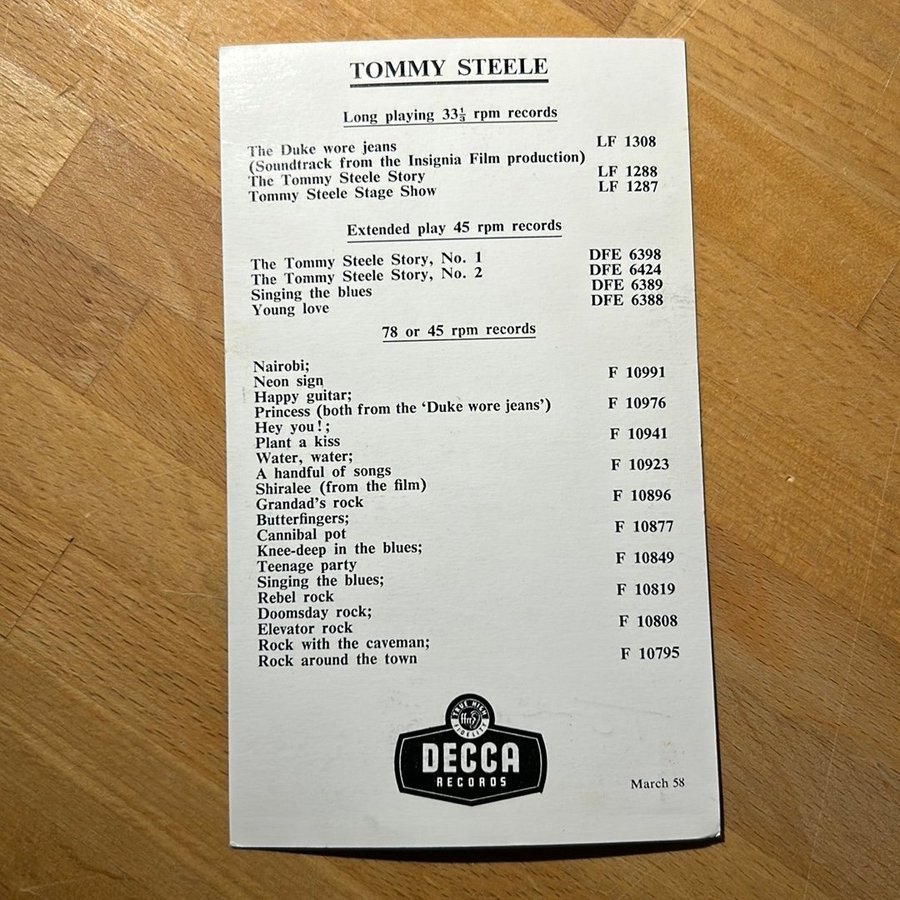 TOMMY STEELE
Long playing 33⅓ rpm records
The Duke wore jeans LF 1308
(Soundtrack from the Insignia Film production)
The Tommy Steele Story LF 1288
Tommy Steele Stage Show LF 1287
Extended play 45 rpm records
The Tommy Steele Story, No. 1 DFE 6398
The Tommy Steele Story, No. 2 DFE 6424
Singing the blues DFE 6389
Young love DFE 6388
78 or 45 rpm records
Nairobi;
Neon sign F 10991
Happy guitar;
Princess (both from the ‘Duke wore jeans’) F 10976
Hey you!;
Plant a kiss F 10941
Water, water;
A handful of songs F 10923
Shiralee (from the film)
Grandad's rock F 10896
Butterfingers;
Cannibal pot F 10877
Knee-deep in the blues;
Teenage party F 10849
Singing the blues;
Rebel rock F 10819
Doomsday rock;
Elevator rock F 10808
Rock with the caveman;
Rock around the town F 10795
TRUE HIGH FIDELITY
ffrr
DECCA
RECORDS
March 58